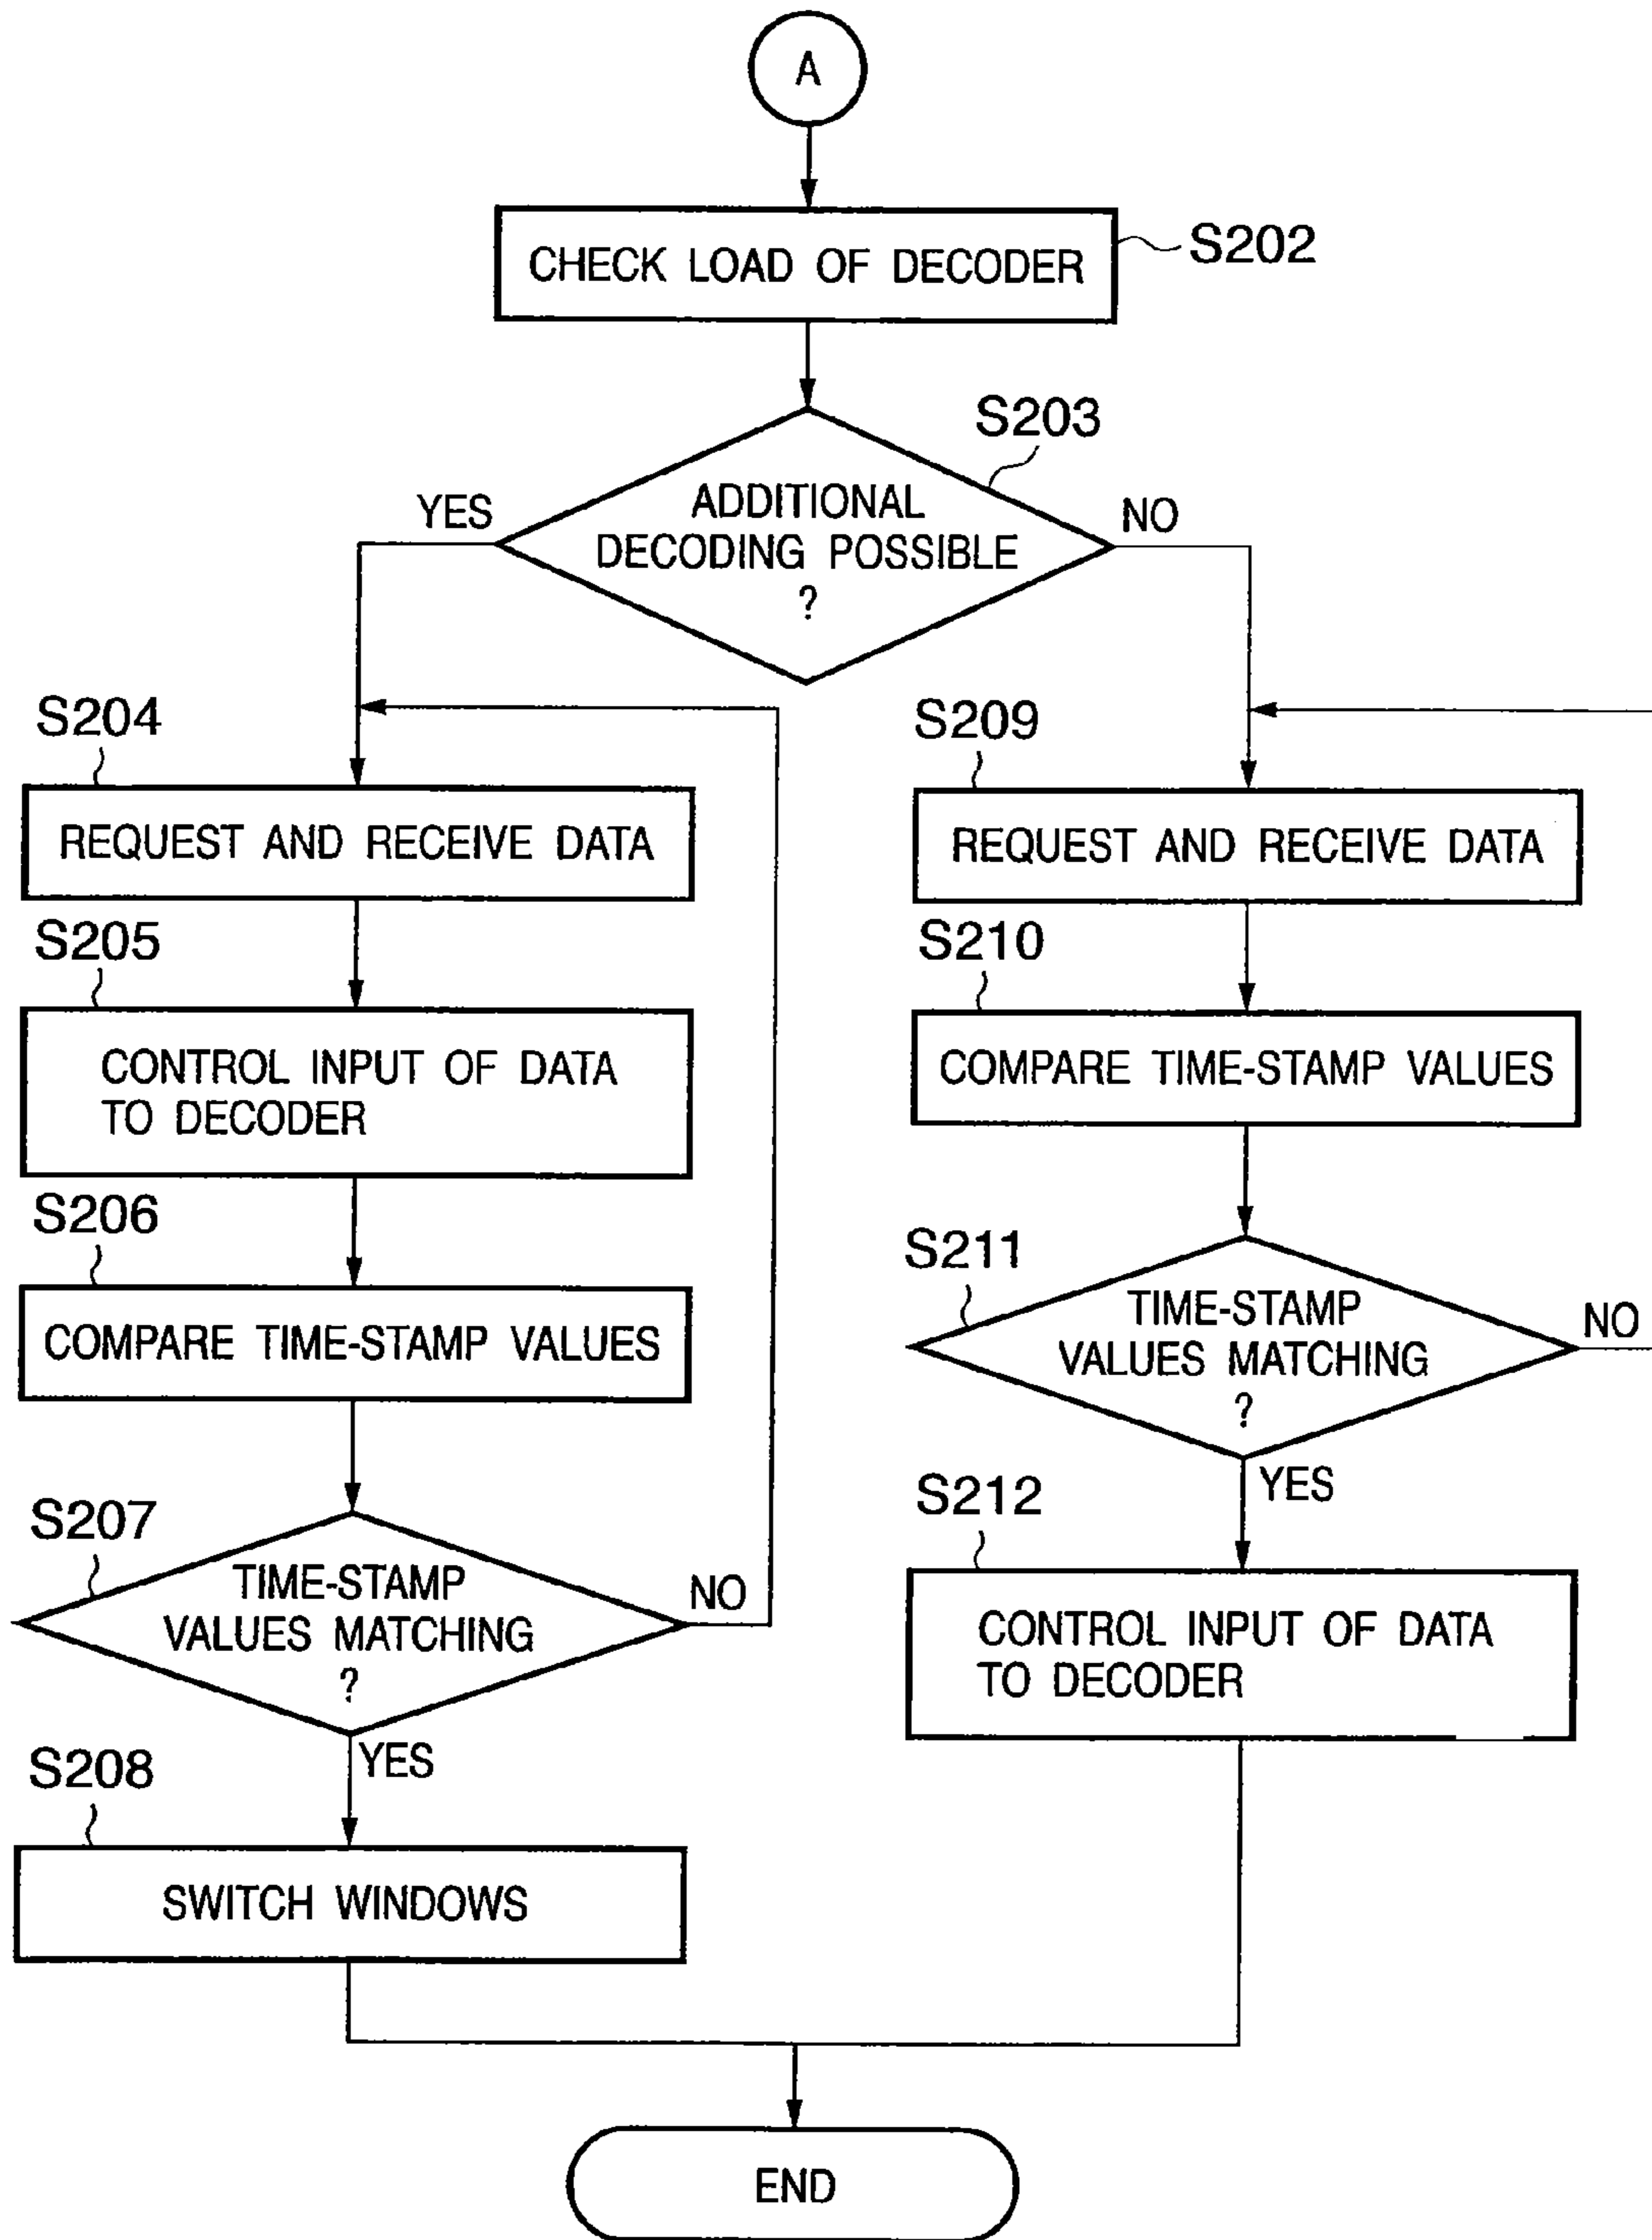 A
CHECK LOAD OF DECODER
S202
S203
ADDITIONAL
DECODING POSSIBLE
?
YES
NO
S204
REQUEST AND RECEIVE DATA
S205
CONTROL INPUT OF DATA
TO DECODER
S206
COMPARE TIME-STAMP VALUES
S207
TIME-STAMP
VALUES MATCHING
?
NO
YES
S208
SWITCH WINDOWS
S209
REQUEST AND RECEIVE DATA
S210
COMPARE TIME-STAMP VALUES
S211
TIME-STAMP
VALUES MATCHING
?
NO
YES
S212
CONTROL INPUT OF DATA
TO DECODER
END